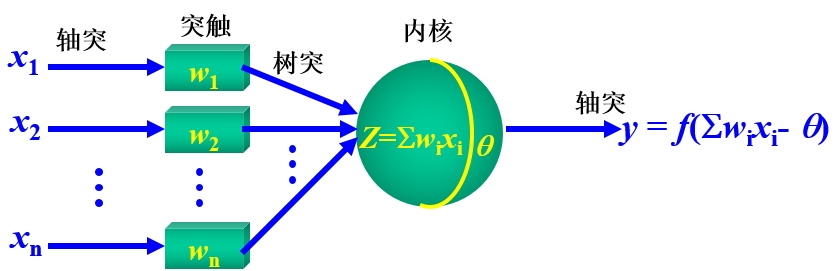 轴突
突触
树突
内核
轴突
x₁
w₁
x₂
w₂
xₙ
wₙ
Z=Σwᵢxᵢ
θ
y = f(Σwᵢxᵢ- θ)